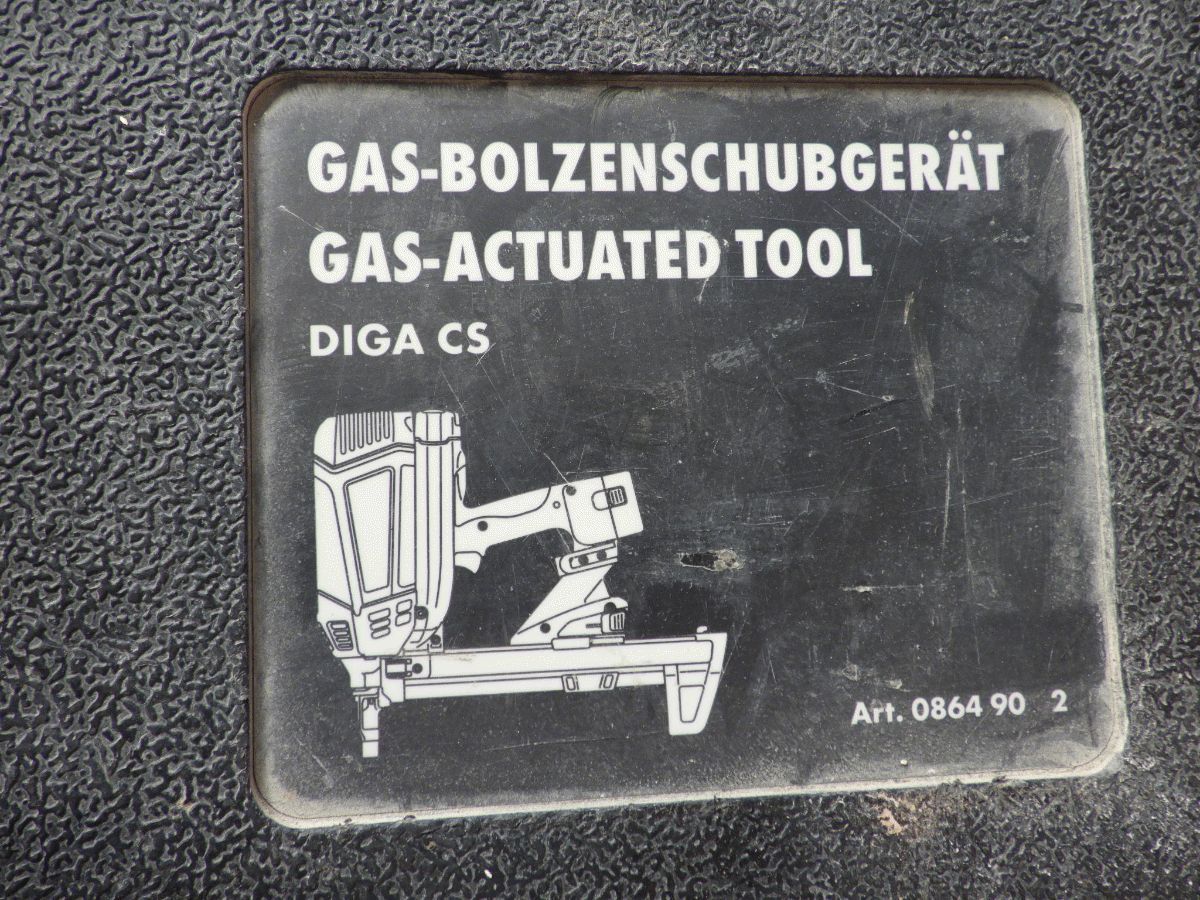 GAS-BOLZENSCHUBGERÄT
GAS-ACTUATED TOOL
DIGA CS
Art. 0864 90 2